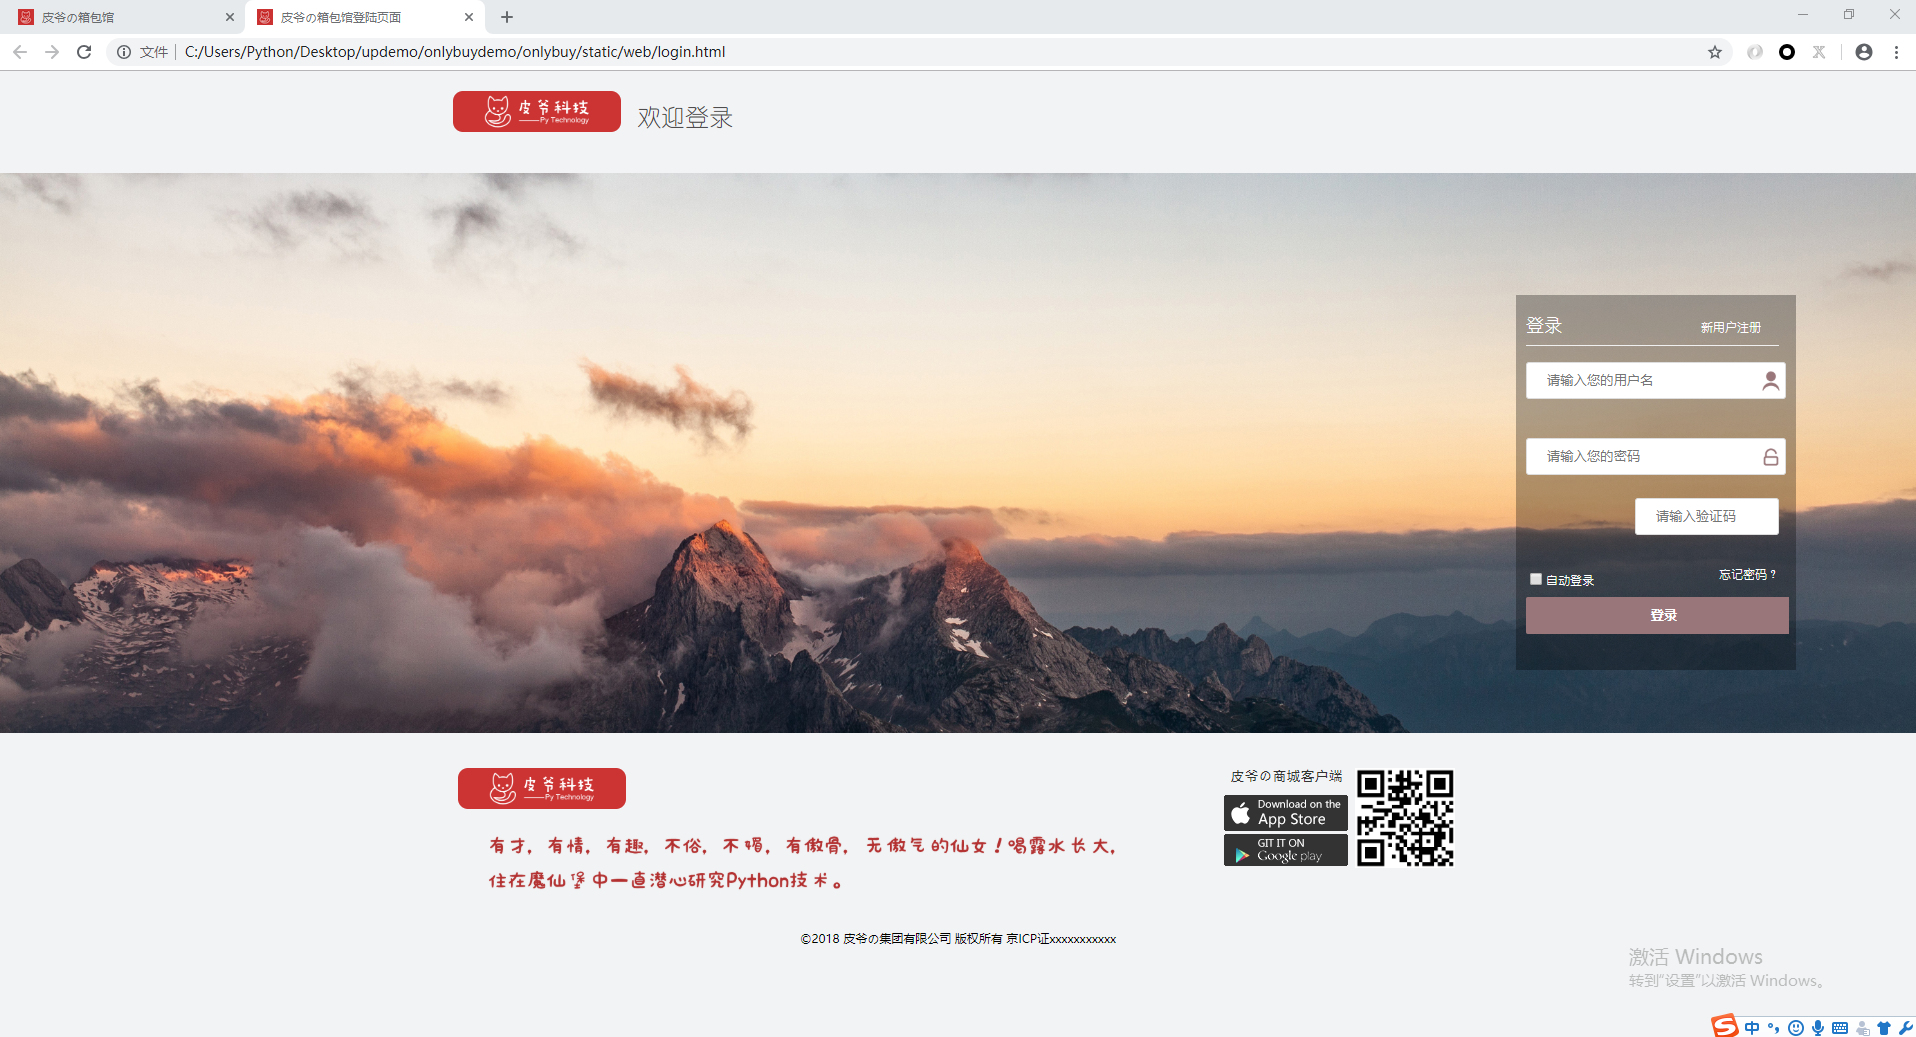 皮爷の箱包馆
皮爷の箱包馆登陆页面
文件
C:/Users/Python/Desktop/updemo/onlybuydemo/onlybuy/static/web/login.html
皮爷科技
——Py Technology
欢迎登录
登录
新用户注册
请输入您的用户名
请输入您的密码
请输入验证码
自动登录
忘记密码？
登录
皮爷科技
——Py Technology
有才，有情，有趣，不俗，不媚，有傲骨，无傲气的仙女！喝露水长大，
住在魔仙堡中一直潜心研究Python技术。
皮爷の商城客户端
Download on the
App Store
GIT IT ON
Google play
©2018 皮爷の集团有限公司 版权所有 京ICP证xxxxxxxxxxx
激活 Windows
转到“设置”以激活 Windows。
中